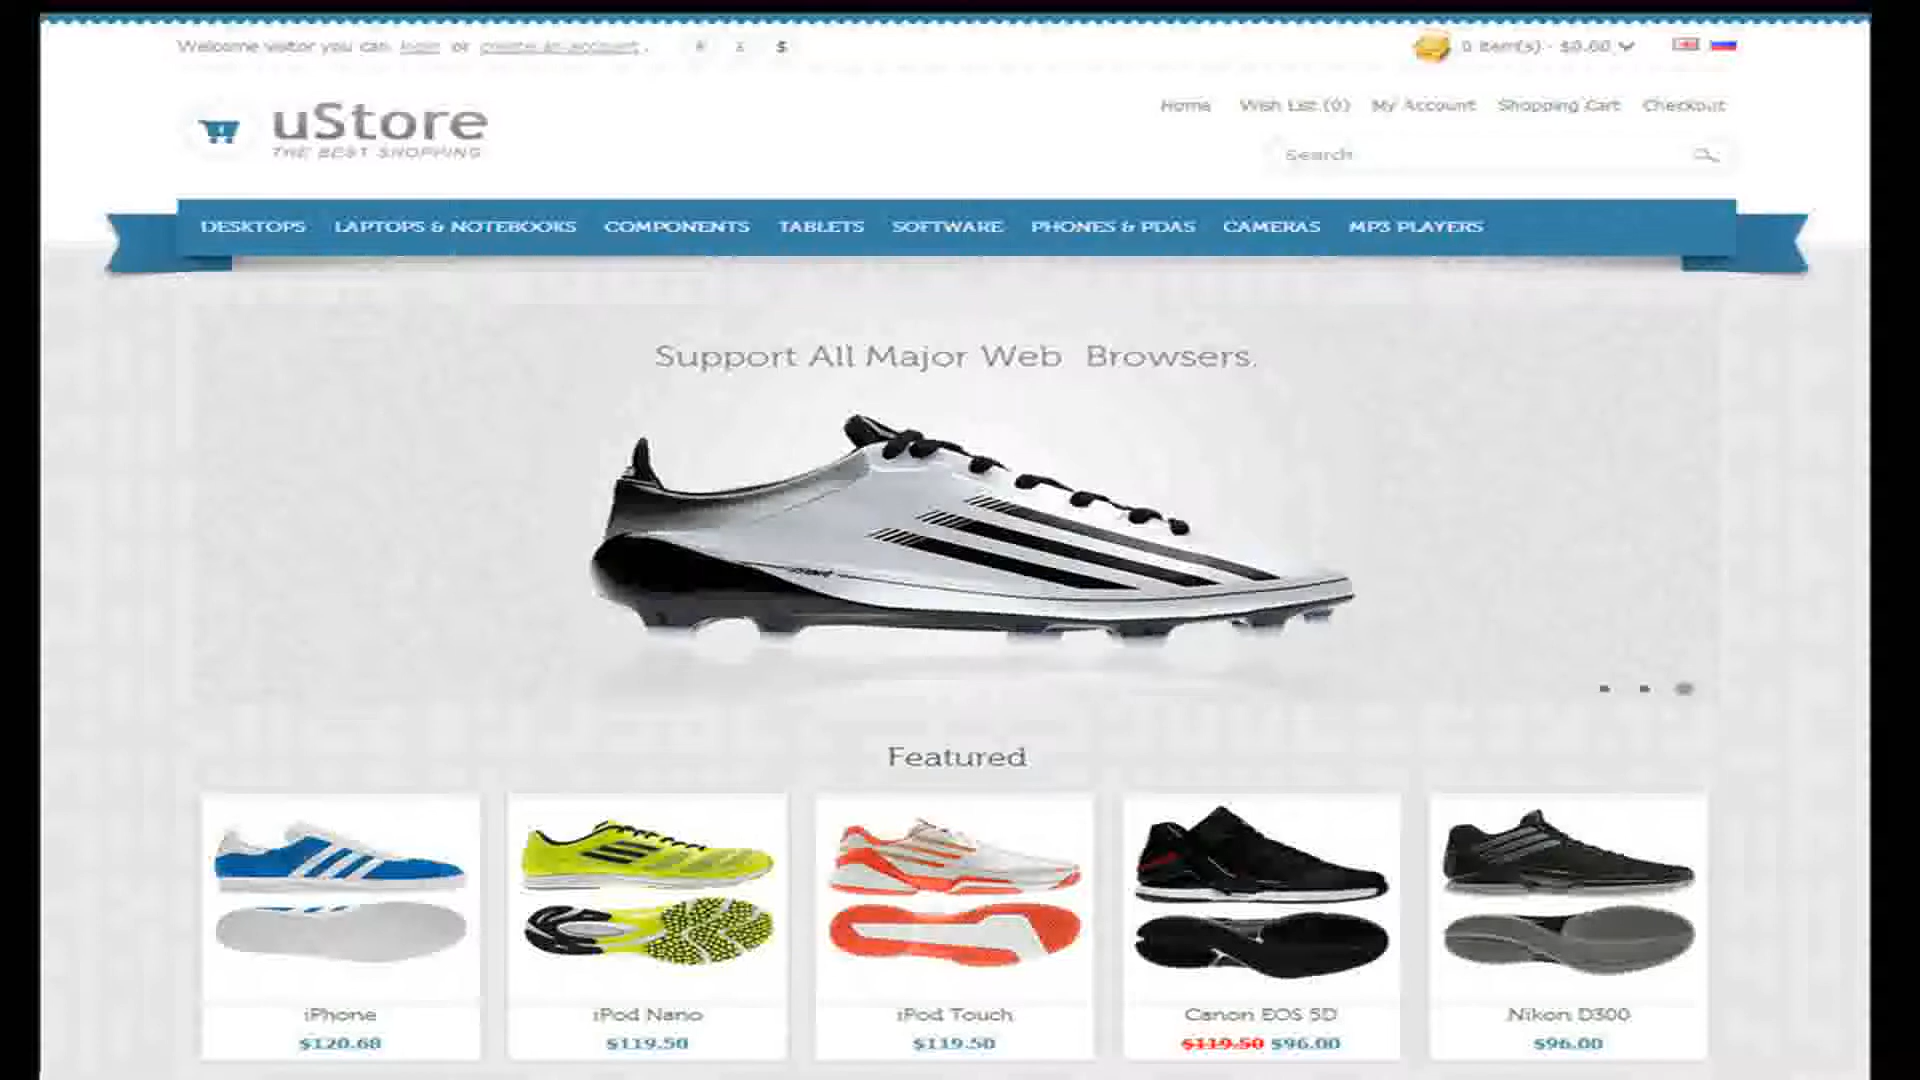 Welcome visitor you can login or create an account. € £ $
0 item(s) - $0.00
Home Wish List (0) My Account Shopping Cart Checkout
uStore
THE BEST SHOPPING
Search
DESKTOPS LAPTOPS & NOTEBOOKS COMPONENTS TABLETS SOFTWARE PHONES & PDAS CAMERAS MP3 PLAYERS
Support All Major Web Browsers.
Featured
iPhone iPod Nano iPod Touch Canon EOS 5D Nikon D300
$120.68 $119.50 $119.50 $119.50 $96.00 $96.00